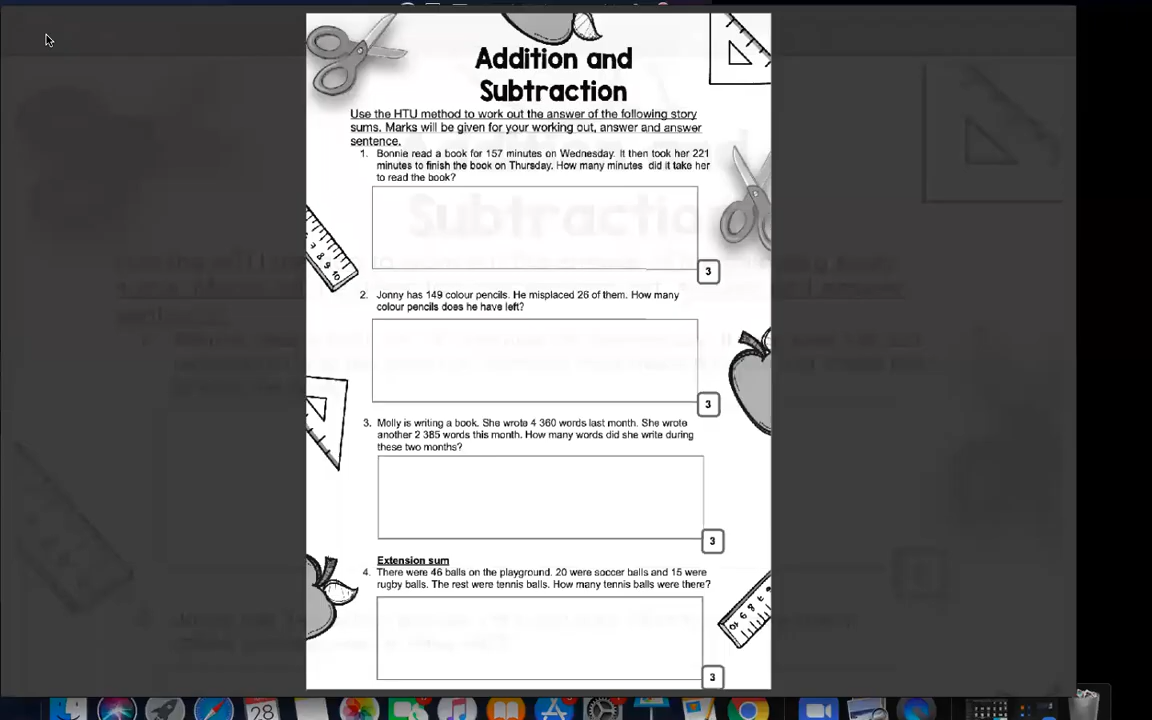 Addition and
Subtraction
Use the HTU method to work out the answer of the following story
sums. Marks will be given for your working out, answer and answer
sentence.
1. Bonnie read a book for 157 minutes on Wednesday. It then took her 221
minutes to finish the book on Thursday. How many minutes did it take her
to read the book?
3
2. Jonny has 149 colour pencils. He misplaced 26 of them. How many
colour pencils does he have left?
3
3. Molly is writing a book. She wrote 4 360 words last month. She wrote
another 2 385 words this month. How many words did she write during
these two months?
3
Extension sum
4. There were 46 balls on the playground. 20 were soccer balls and 15 were
rugby balls. The rest were tennis balls. How many tennis balls were there?
3
7 8 9 10
28